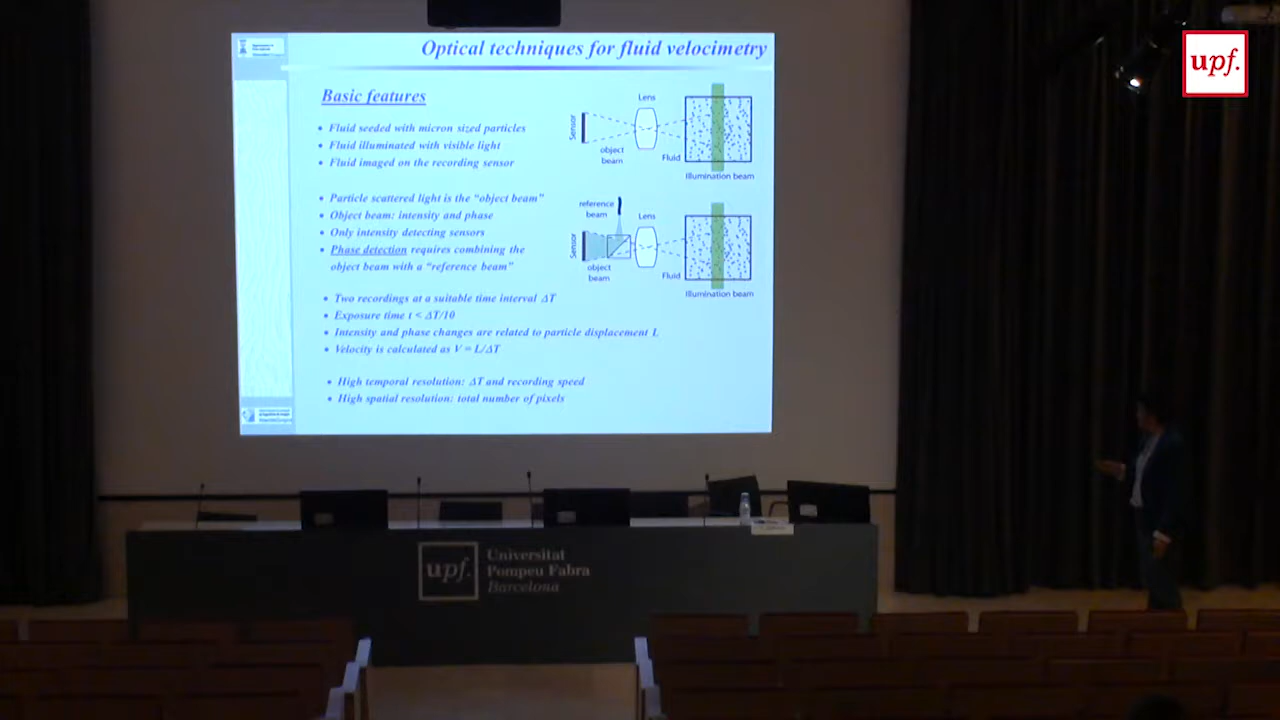 Optical techniques for fluid velocimetry
upf.
Basic features
• Fluid seeded with micron sized particles
• Fluid illuminated with visible light
• Fluid imaged on the recording sensor
• Particle scattered light is the "object beam"
• Object beam: intensity and phase
• Only intensity detecting sensors
• Phase detection requires combining the
object beam with a "reference beam"
• Two recordings at a suitable time interval ΔT
• Exposure time t < ΔT/10
• Intensity and phase changes are related to particle displacement L
• Velocity is calculated as V = L/ΔT
• High temporal resolution: ΔT and recording speed
• High spatial resolution: total number of pixels
Lens
Sensor
object
beam
Fluid
Illumination beam
reference
beam
Lens
Sensor
object
beam
Fluid
Illumination beam
upf.
Universitat
Pompeu Fabra
Barcelona